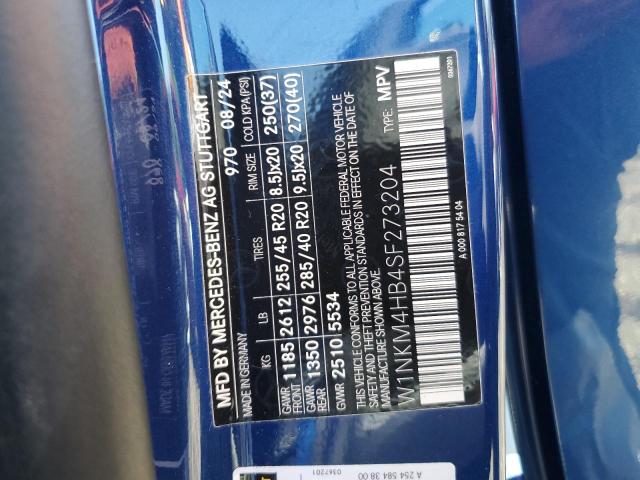 MFD BY MERCEDES-BENZ AG STUTTGART
MADE IN GERMANY 970 08/24
KG LB TIRES RIM SIZE COLD KPA (PSI)
GAWR FRONT 1185 2612 255/45 R20 8.5Jx20 250(37)
GAWR REAR 1350 2976 285/40 R20 9.5Jx20 270(40)
GVWR 2510 5534
THIS VEHICLE CONFORMS TO ALL APPLICABLE FEDERAL MOTOR VEHICLE
SAFETY AND THEFT PREVENTION STANDARDS IN EFFECT ON THE DATE OF
MANUFACTURE SHOWN ABOVE.
W1NKM4HB4SF273204 TYPE: MPV
A 000 817 54 04
0367201
A 254 584 38 00
0367201